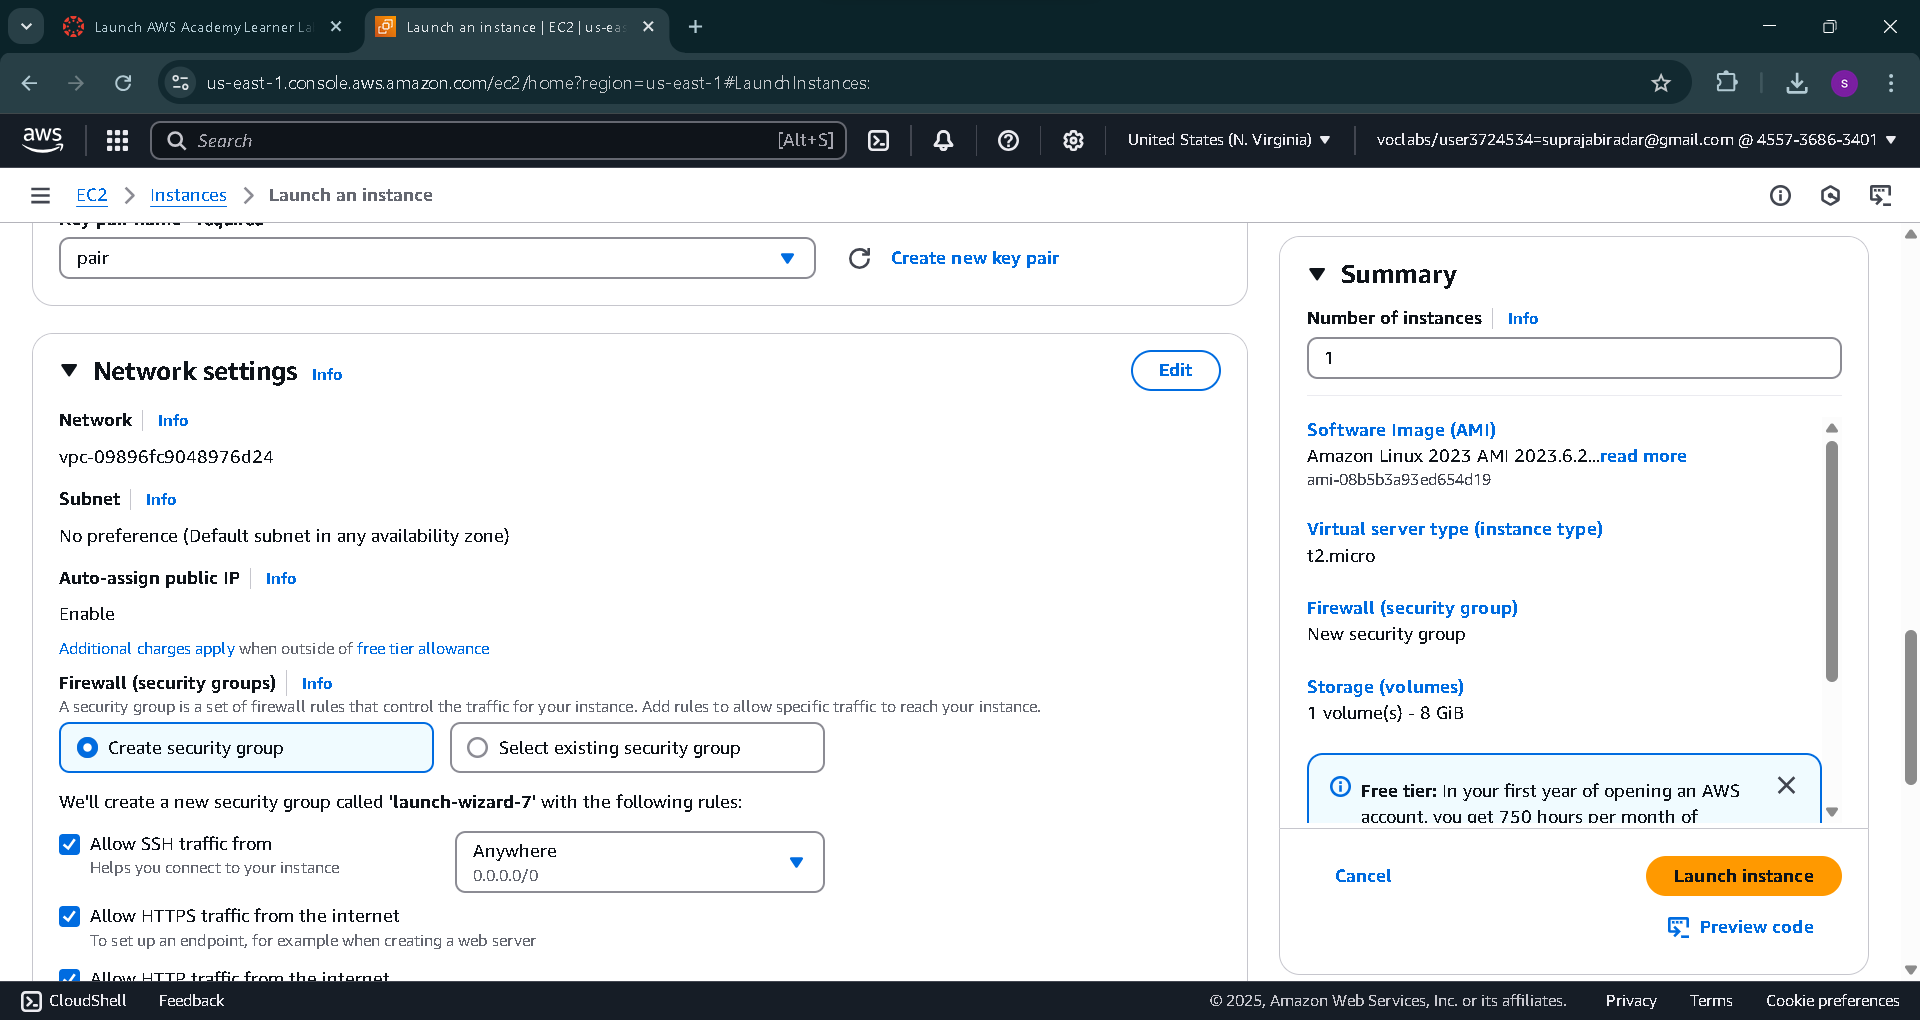 Launch AWS Academy Learner La
Launch an instance | EC2 | us-eas
us-east-1.console.aws.amazon.com/ec2/home?region=us-east-1#LaunchInstances:
S
aws
Search
[Alt+S]
United States (N. Virginia)
voclabs/user3724534=suprajabiradar@gmail.com @ 4557-3686-3401
EC2
Instances
Launch an instance
Key pair name - required
pair
Create new key pair
Network settings Info
Edit
Network Info
vpc-09896fc9048976d24
Subnet Info
No preference (Default subnet in any availability zone)
Auto-assign public IP Info
Enable
Additional charges apply when outside of free tier allowance
Firewall (security groups) Info
A security group is a set of firewall rules that control the traffic for your instance. Add rules to allow specific traffic to reach your instance.
Create security group
Select existing security group
We'll create a new security group called 'launch-wizard-7' with the following rules:
Allow SSH traffic from
Helps you connect to your instance
Anywhere
0.0.0.0/0
Allow HTTPS traffic from the internet
To set up an endpoint, for example when creating a web server
Allow HTTP traffic from the internet
Summary
Number of instances Info
1
Software Image (AMI)
Amazon Linux 2023 AMI 2023.6.2...read more
ami-08b5b3a93ed654d19
Virtual server type (instance type)
t2.micro
Firewall (security group)
New security group
Storage (volumes)
1 volume(s) - 8 GiB
Free tier: In your first year of opening an AWS
account, you get 750 hours per month of
Cancel
Launch instance
Preview code
CloudShell
Feedback
© 2025, Amazon Web Services, Inc. or its affiliates.
Privacy
Terms
Cookie preferences